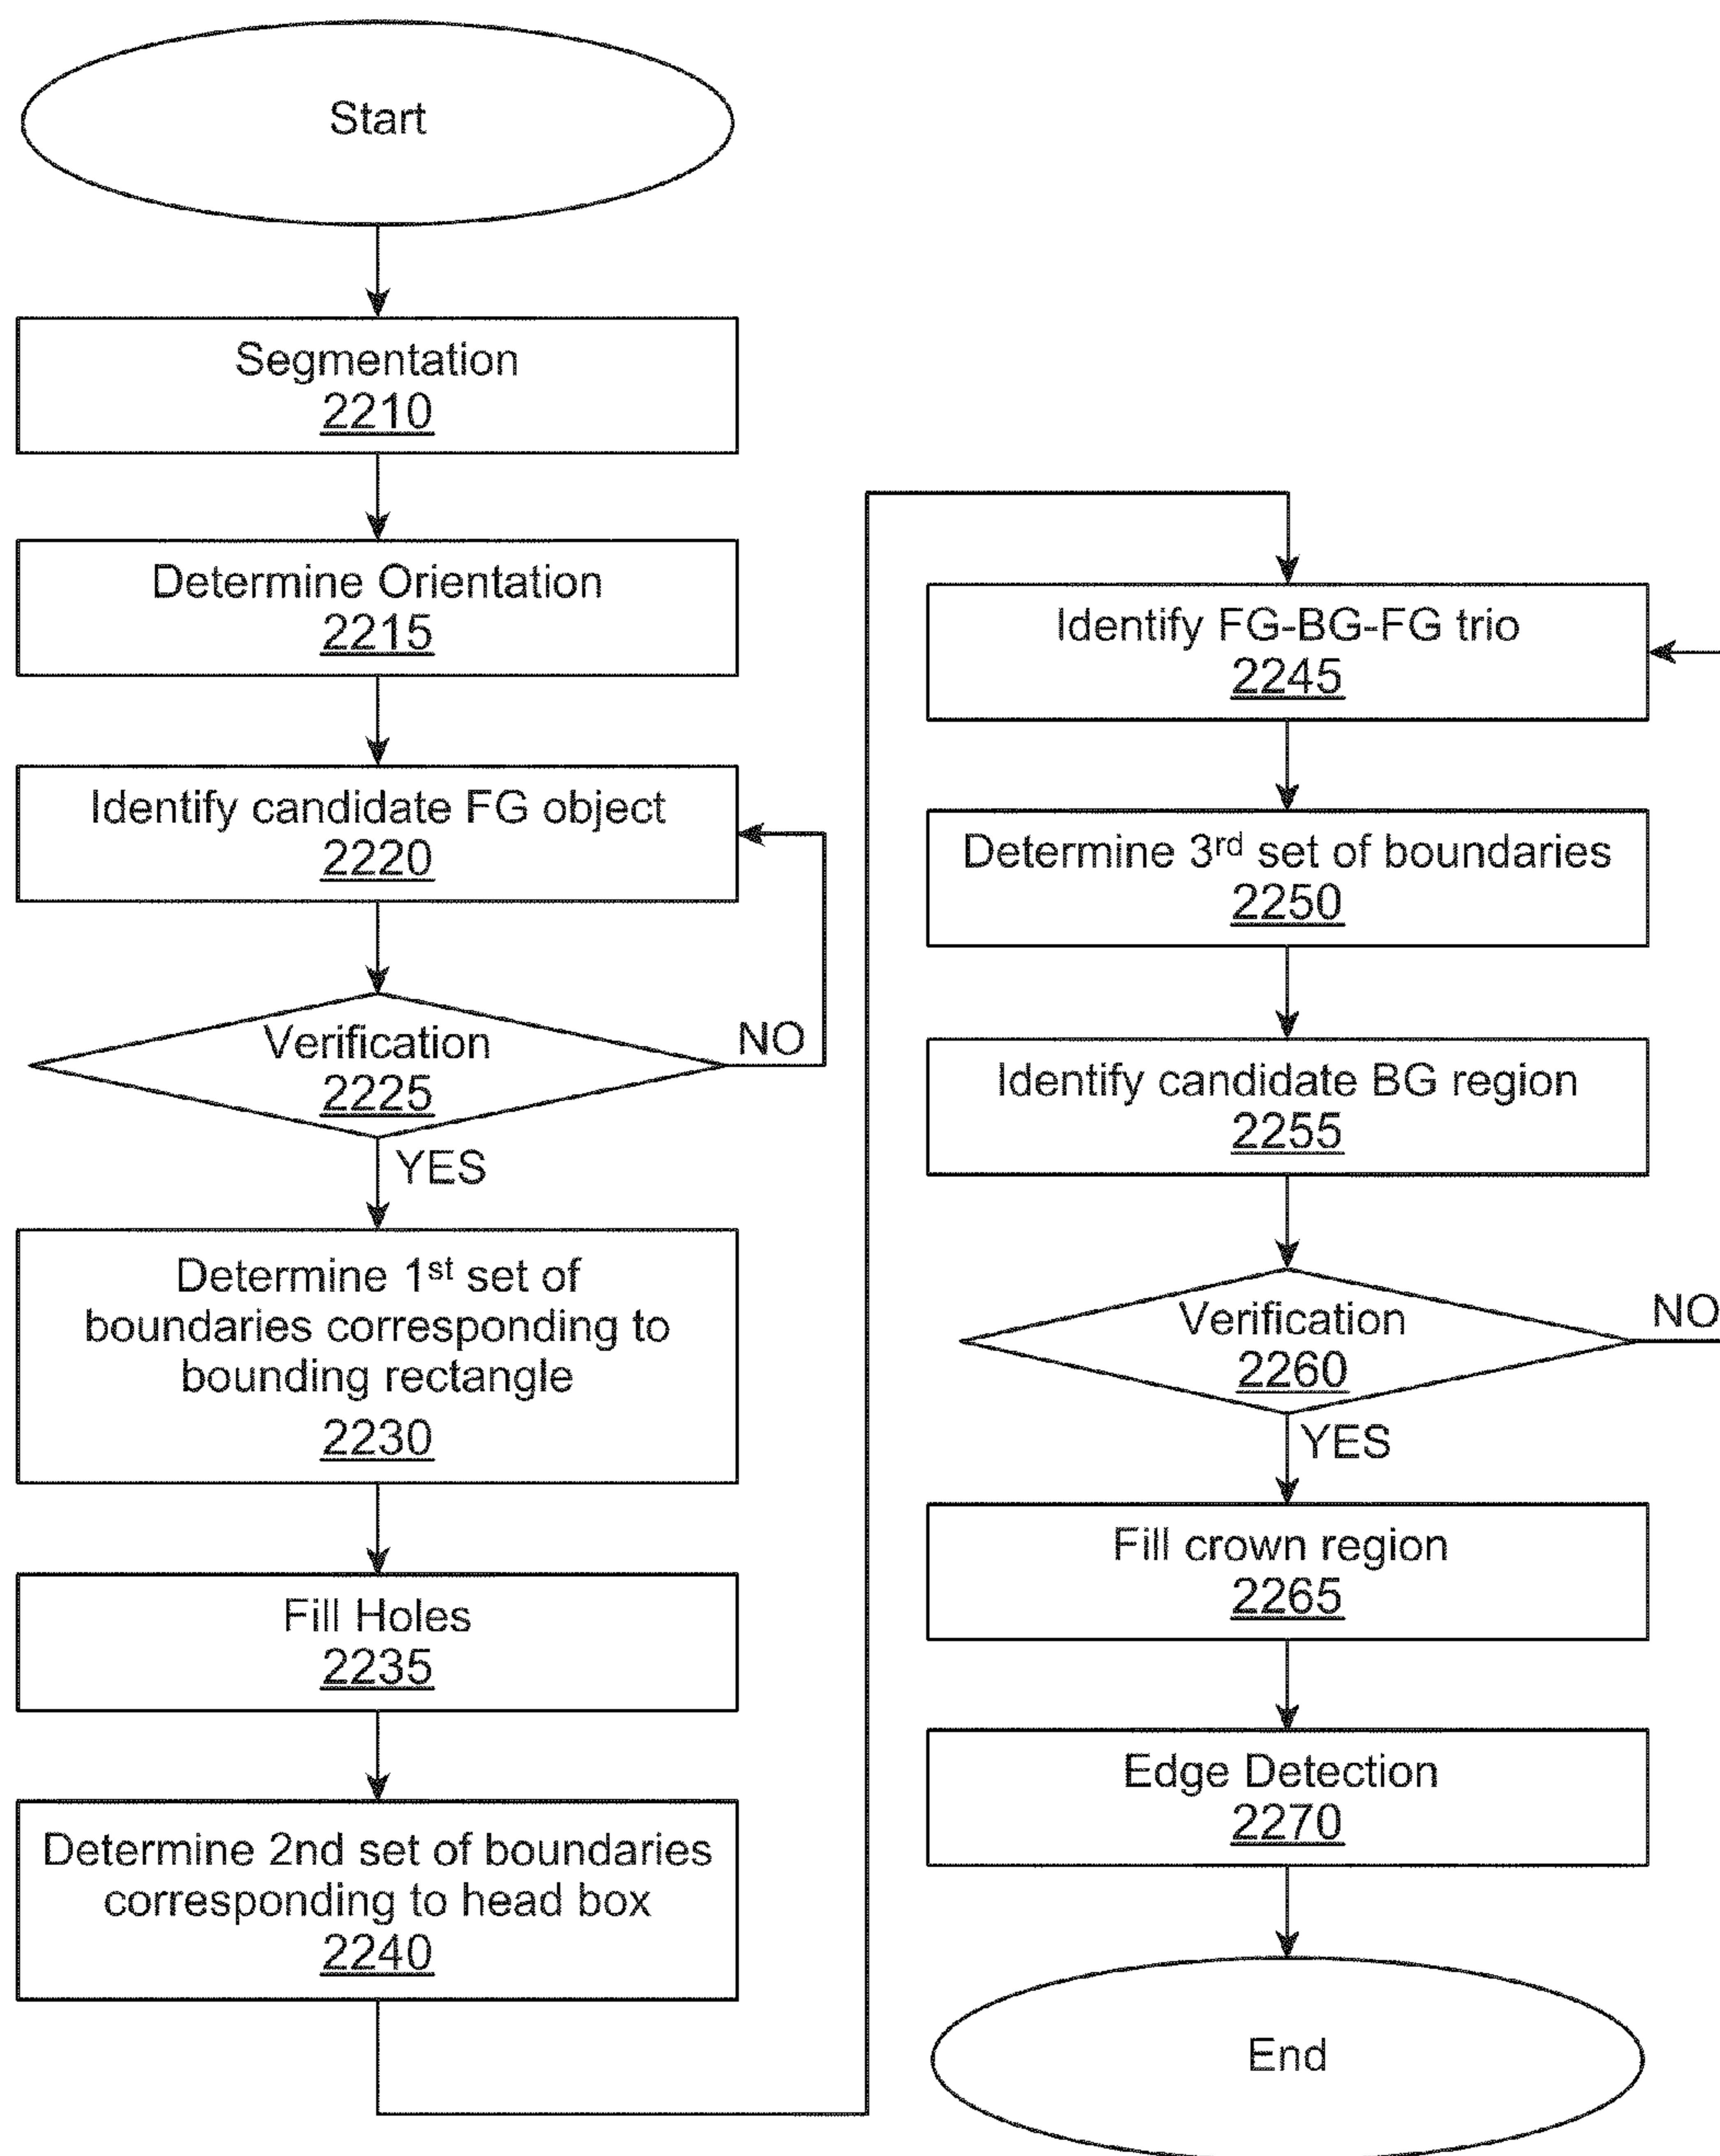 Start
Segmentation
2210
Determine Orientation
2215
Identify candidate FG object
2220
Verification
2225
NO
YES
Determine 1st set of
boundaries corresponding to
bounding rectangle
2230
Fill Holes
2235
Determine 2nd set of boundaries
corresponding to head box
2240
Identify FG-BG-FG trio
2245
Determine 3rd set of boundaries
2250
Identify candidate BG region
2255
Verification
2260
NO
YES
Fill crown region
2265
Edge Detection
2270
End